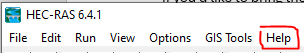 HEC-RAS 6.4.1
File Edit Run View Options GIS Tools Help